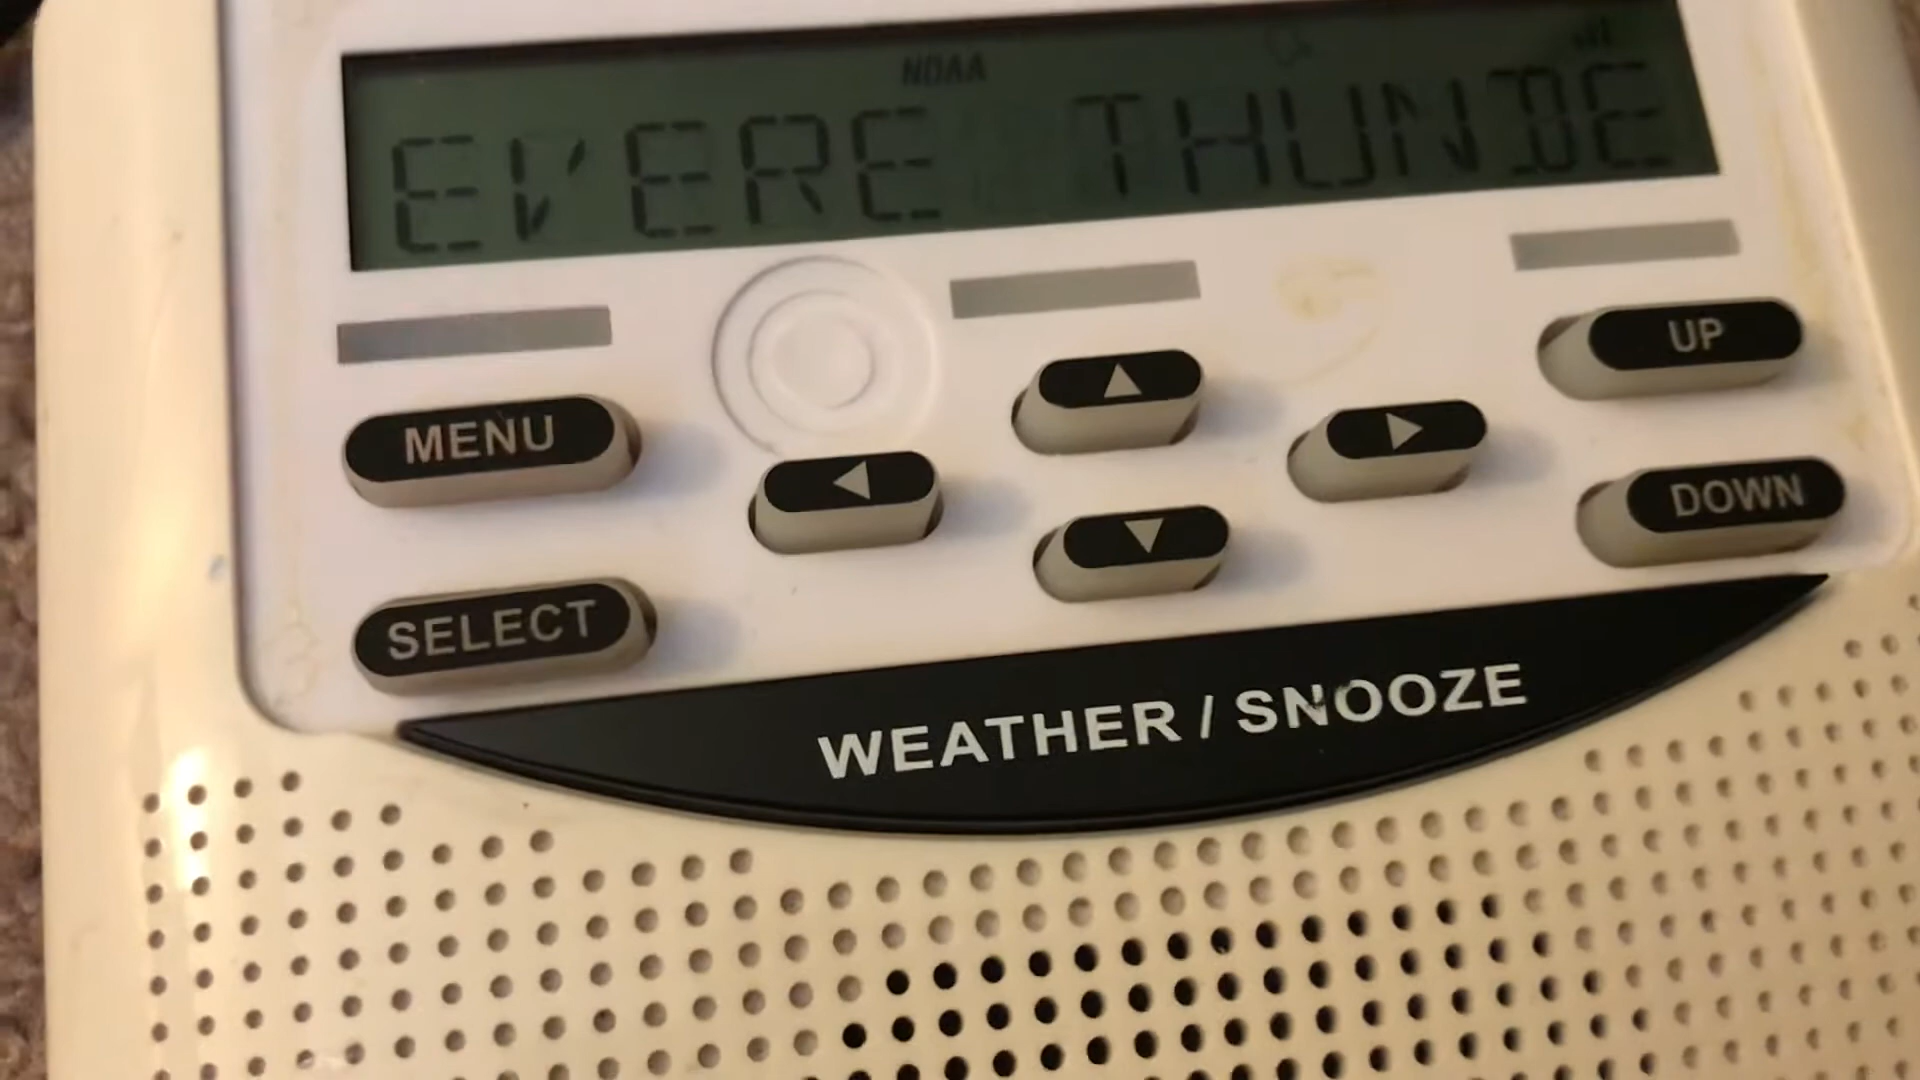 NOAA
EVERE THUNDE
MENU
UP
DOWN
SELECT
WEATHER / SNOOZE